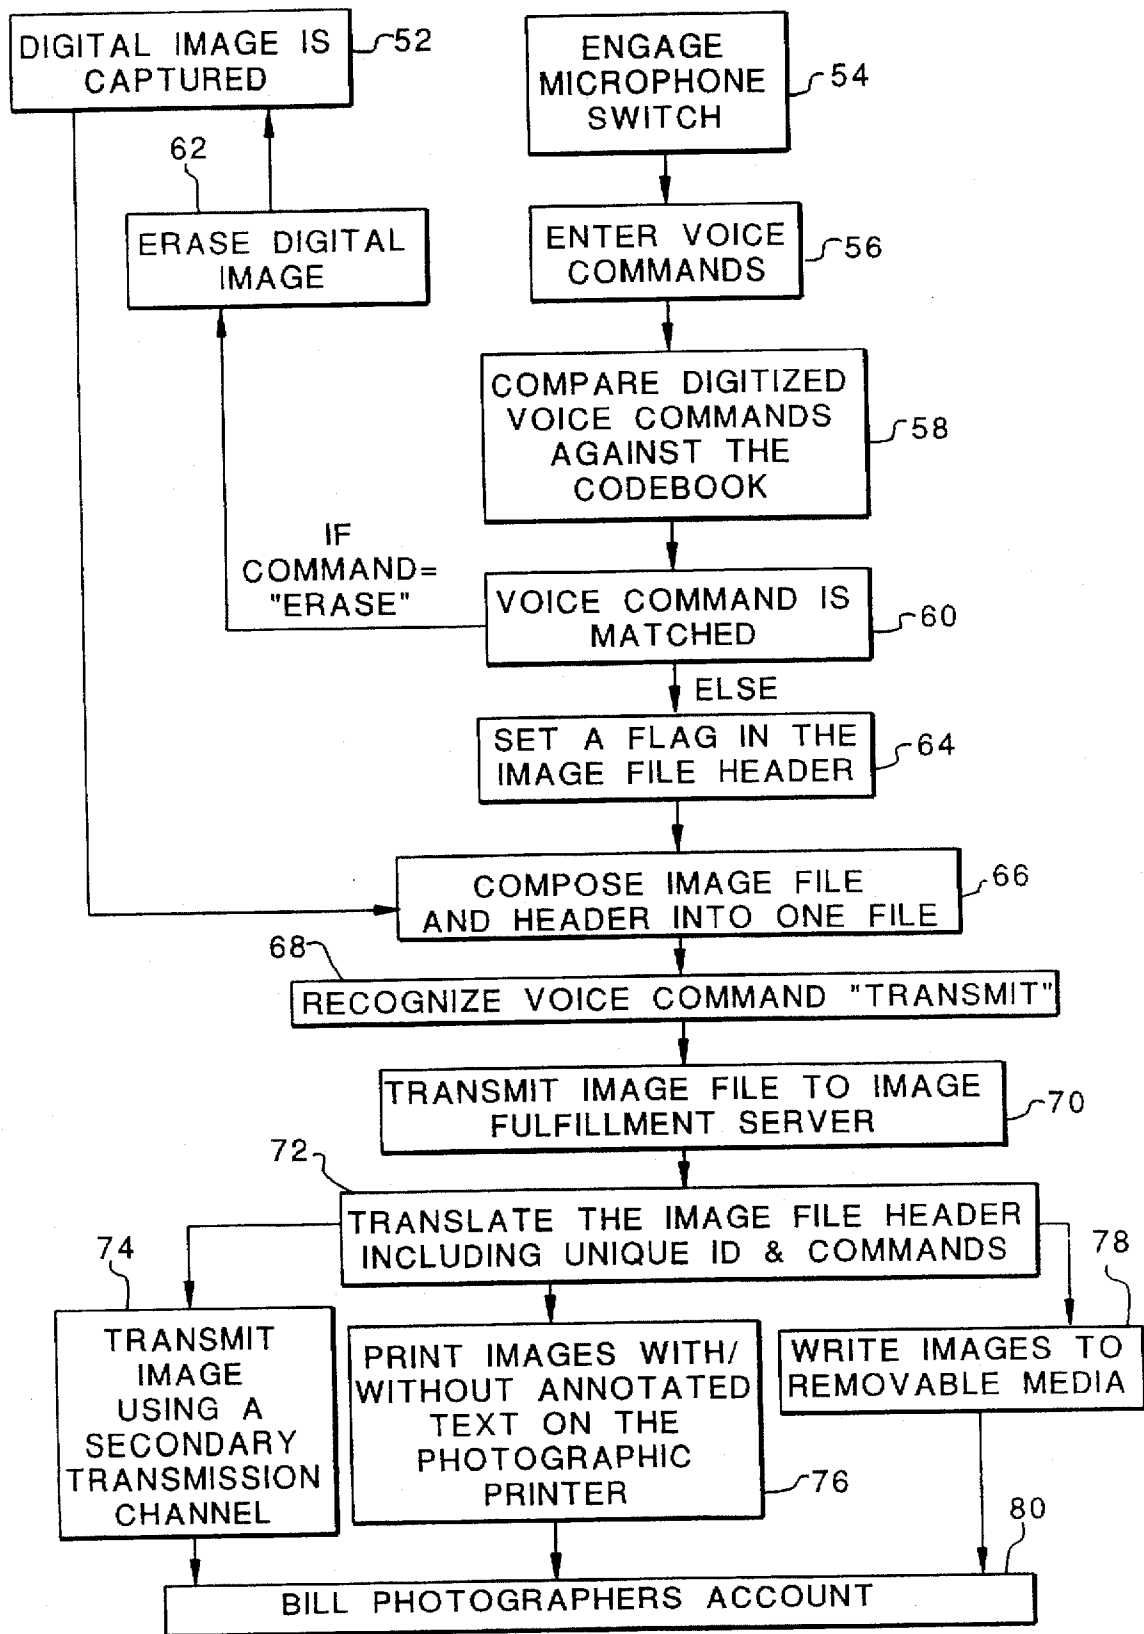 DIGITAL IMAGE IS
CAPTURED
52
ENGAGE
MICROPHONE
SWITCH
54
62
ERASE DIGITAL
IMAGE
ENTER VOICE
COMMANDS
56
COMPARE DIGITIZED
VOICE COMMANDS
AGAINST THE
CODEBOOK
58
IF
COMMAND=
"ERASE"
VOICE COMMAND IS
MATCHED
60
ELSE
SET A FLAG IN THE
IMAGE FILE HEADER
64
COMPOSE IMAGE FILE
AND HEADER INTO ONE FILE
66
68
RECOGNIZE VOICE COMMAND "TRANSMIT"
TRANSMIT IMAGE FILE TO IMAGE
FULFILLMENT SERVER
70
72
TRANSLATE THE IMAGE FILE HEADER
INCLUDING UNIQUE ID & COMMANDS
74
TRANSMIT
IMAGE
USING A
SECONDARY
TRANSMISSION
CHANNEL
PRINT IMAGES WITH/
WITHOUT ANNOTATED
TEXT ON THE
PHOTOGRAPHIC
PRINTER
76
78
WRITE IMAGES TO
REMOVABLE MEDIA
80
BILL PHOTOGRAPHERS ACCOUNT